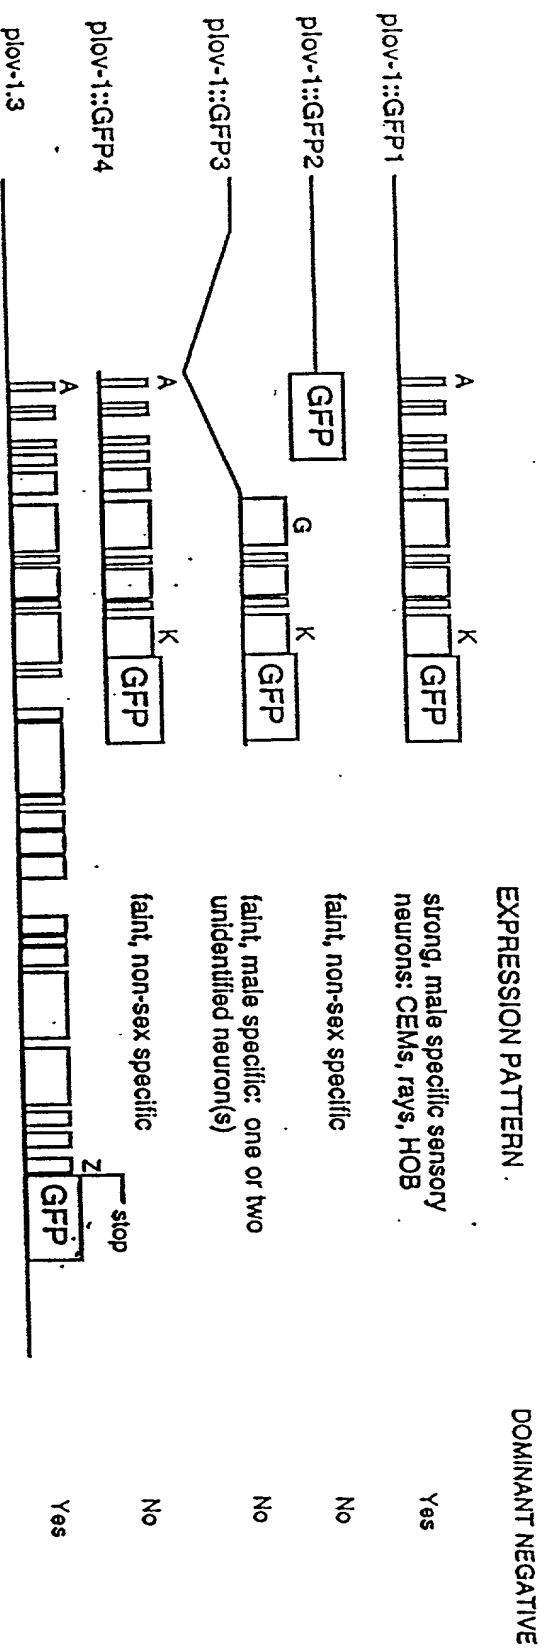 EXPRESSION PATTERN
DOMINANT NEGATIVE
plov-1::GFP1
A
K
GFP
strong, male specific sensory
neurons: CEMs, rays, HOB
Yes
plov-1::GFP2
GFP
faint, non-sex specific
No
plov-1::GFP3
G
K
GFP
faint, male specific: one or two
unidentified neuron(s)
No
plov-1::GFP4
A
K
GFP
faint, non-sex specific
No
plov-1.3
A
Z
stop
GFP
Yes